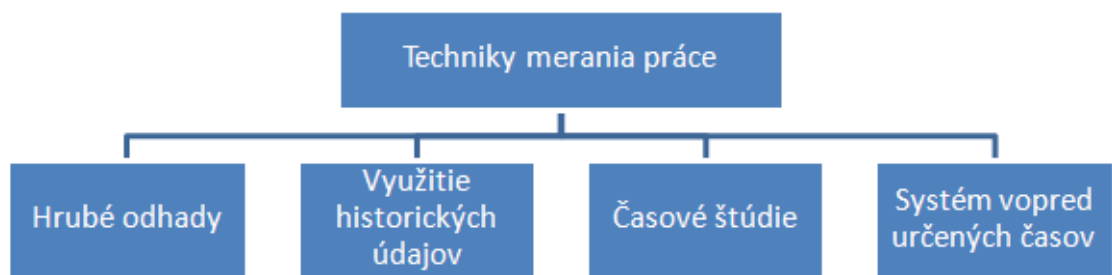 Techniky merania práce
Hrubé odhady
Využitie
historických
údajov
Časové štúdie
Systém vopred
určených časov